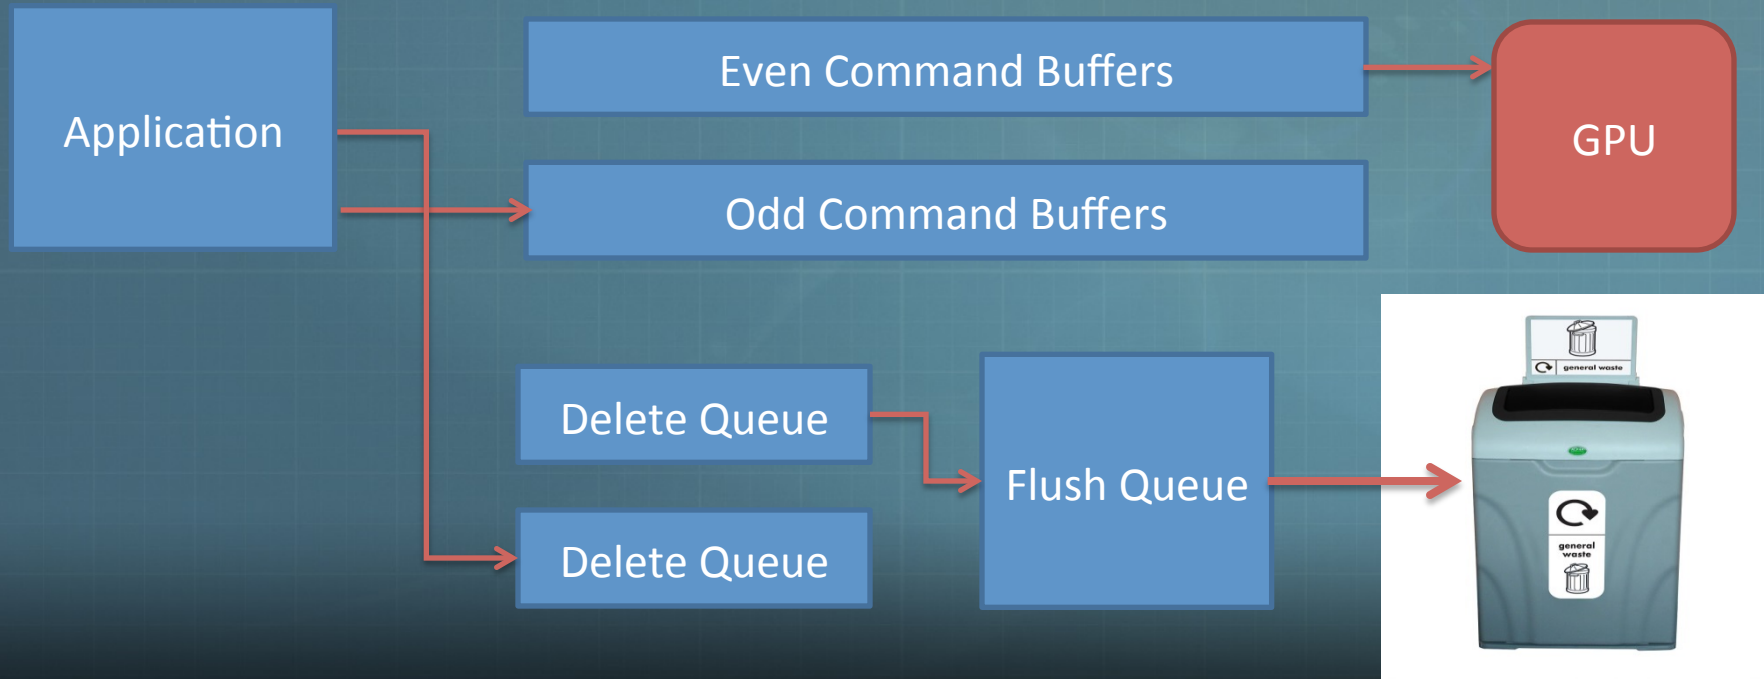 Application
Even Command Buffers
GPU
Odd Command Buffers
Delete Queue
Flush Queue
Delete Queue
general waste
general
waste